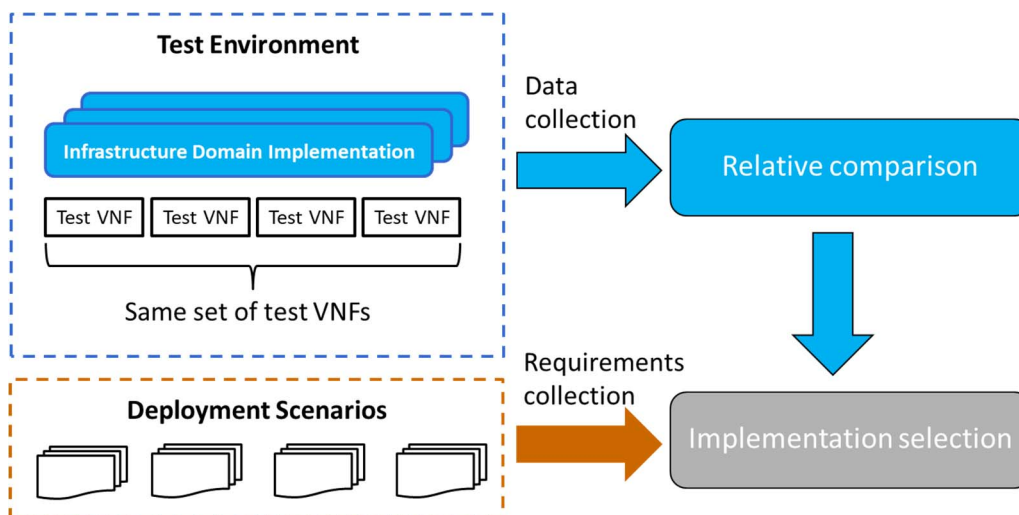 Test Environment
Infrastructure Domain Implementation
Test VNF
Test VNF
Test VNF
Test VNF
Same set of test VNFs
Data
collection
Relative comparison
Requirements
collection
Deployment Scenarios
Implementation selection